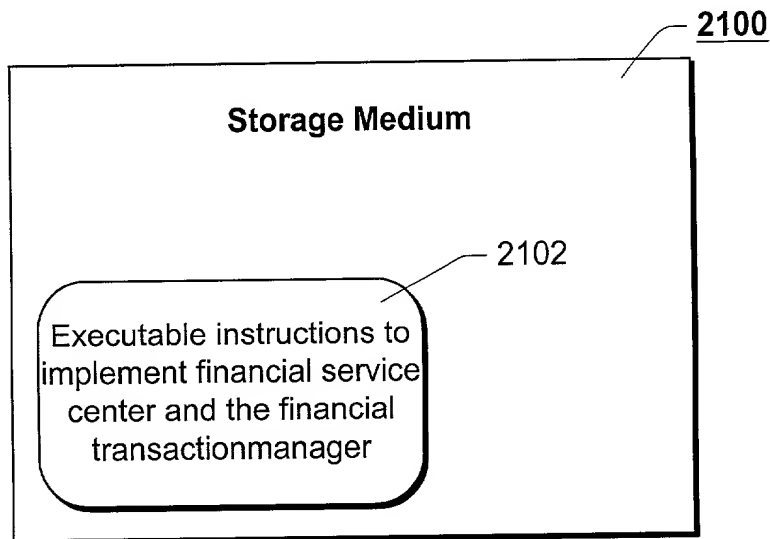 2100
Storage Medium
2102
Executable instructions to
implement financial service
center and the financial
transactionmanager